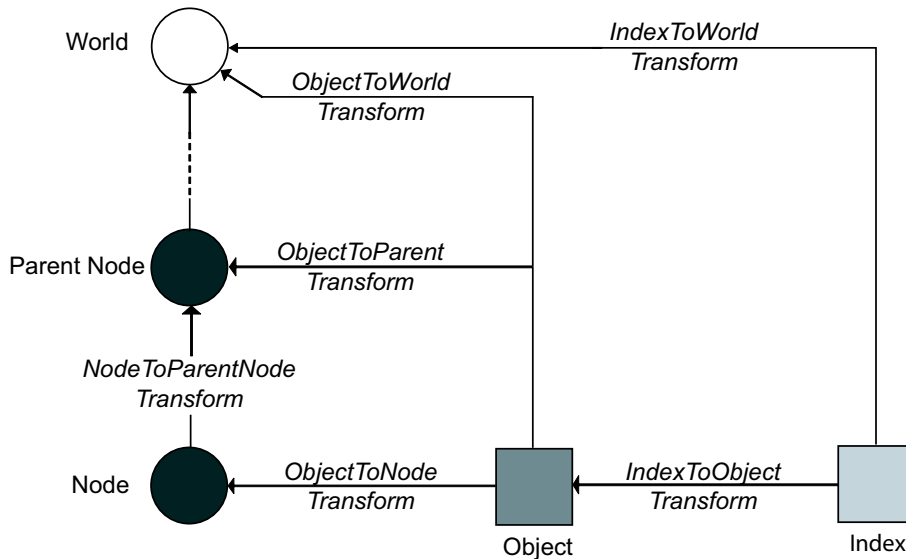 World
IndexToWorld
Transform
ObjectToWorld
Transform
Parent Node
ObjectToParent
Transform
NodeToParentNode
Transform
Node
ObjectToNode
Transform
IndexToObject
Transform
Object
Index